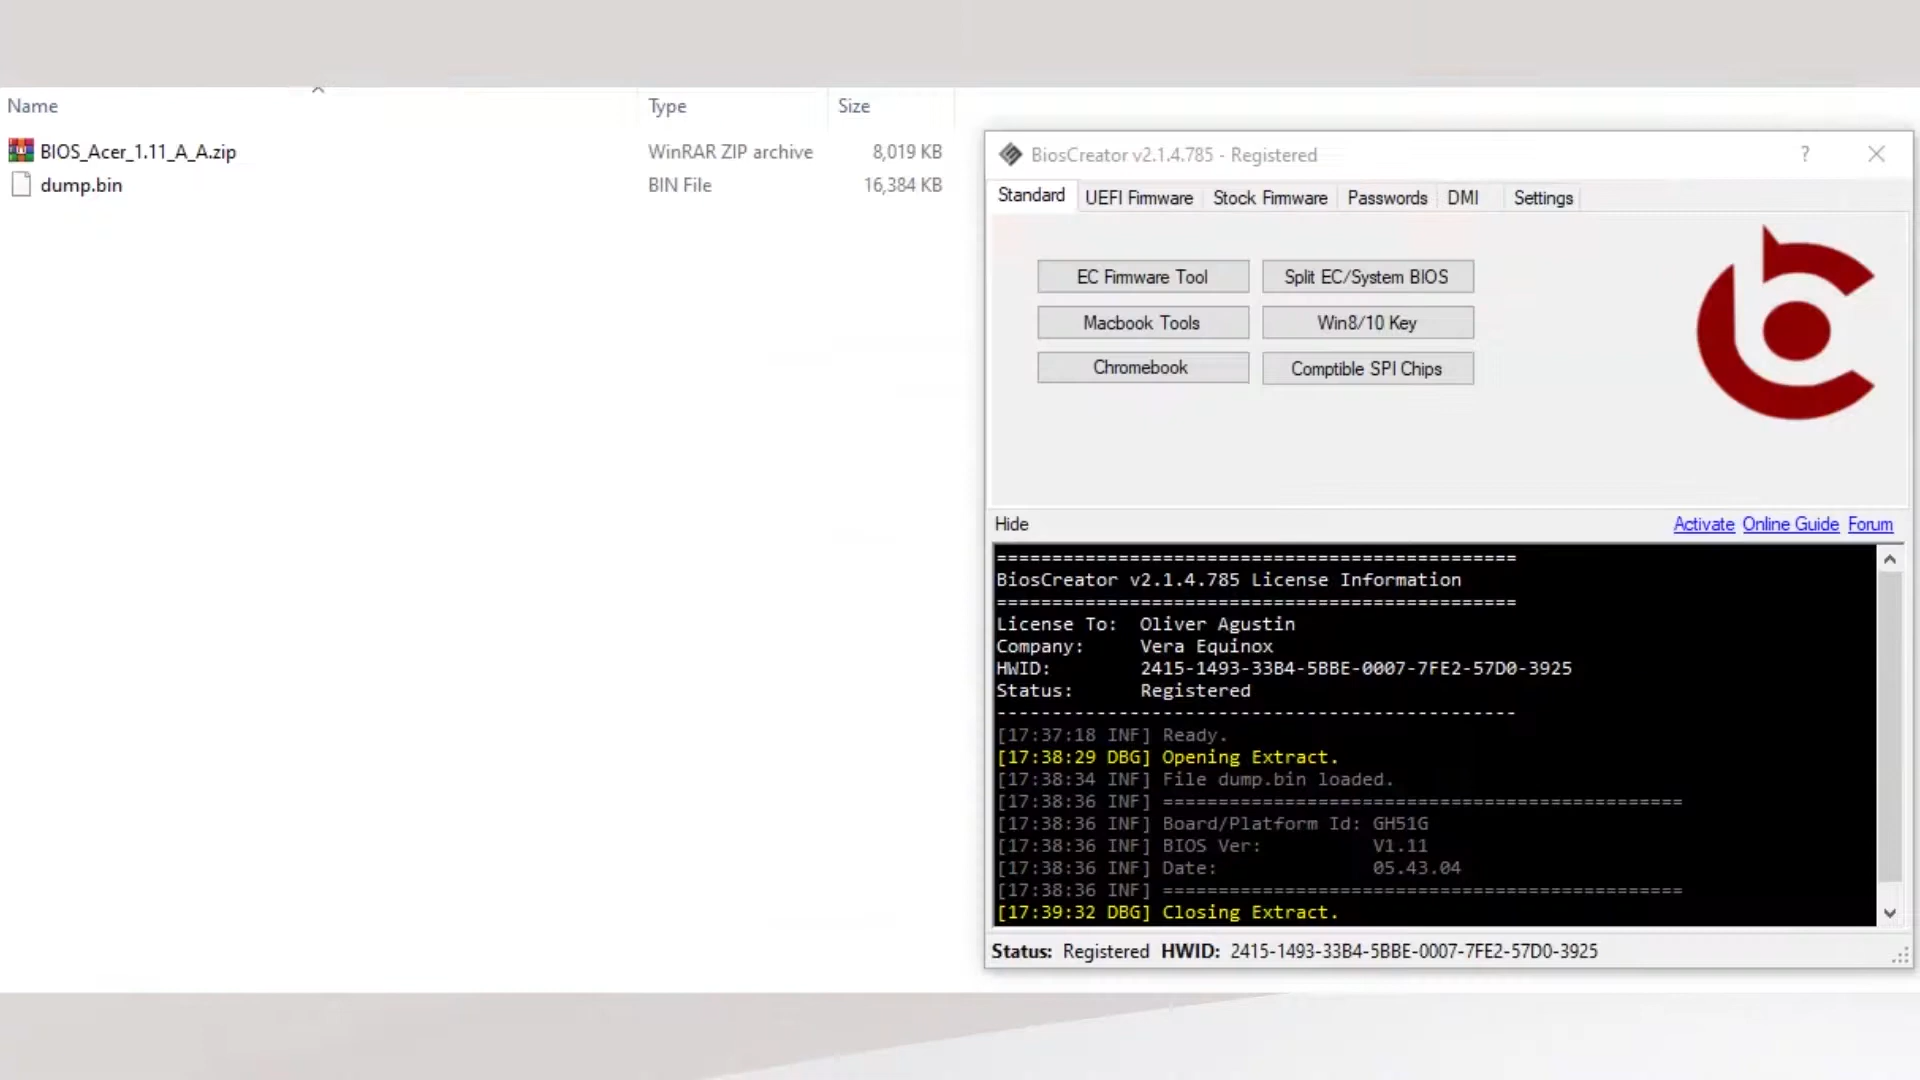 Name Type Size
BIOS_Acer_1.11_A_A.zip WinRAR ZIP archive 8,019 KB
dump.bin BIN File 16,384 KB
BiosCreator v2.1.4.785 - Registered ?
Standard UEFI Firmware Stock Firmware Passwords DMI Settings
EC Firmware Tool Split EC/System BIOS
Macbook Tools Win8/10 Key
Chromebook Comptible SPI Chips
Hide Activate Online Guide Forum
===============================================
BiosCreator v2.1.4.785 License Information
===============================================
License To: Oliver Agustin
Company: Vera Equinox
HWID: 2415-1493-33B4-5BBE-0007-7FE2-57D0-3925
Status: Registered
-----------------------------------------------
[17:37:18 INF] Ready.
[17:38:29 DBG] Opening Extract.
[17:38:34 INF] File dump.bin loaded.
[17:38:36 INF] ===============================================
[17:38:36 INF] Board/Platform Id: GH51G
[17:38:36 INF] BIOS Ver: V1.11
[17:38:36 INF] Date: 05.43.04
[17:38:36 INF] ===============================================
[17:39:32 DBG] Closing Extract.
Status: Registered HWID: 2415-1493-33B4-5BBE-0007-7FE2-57D0-3925